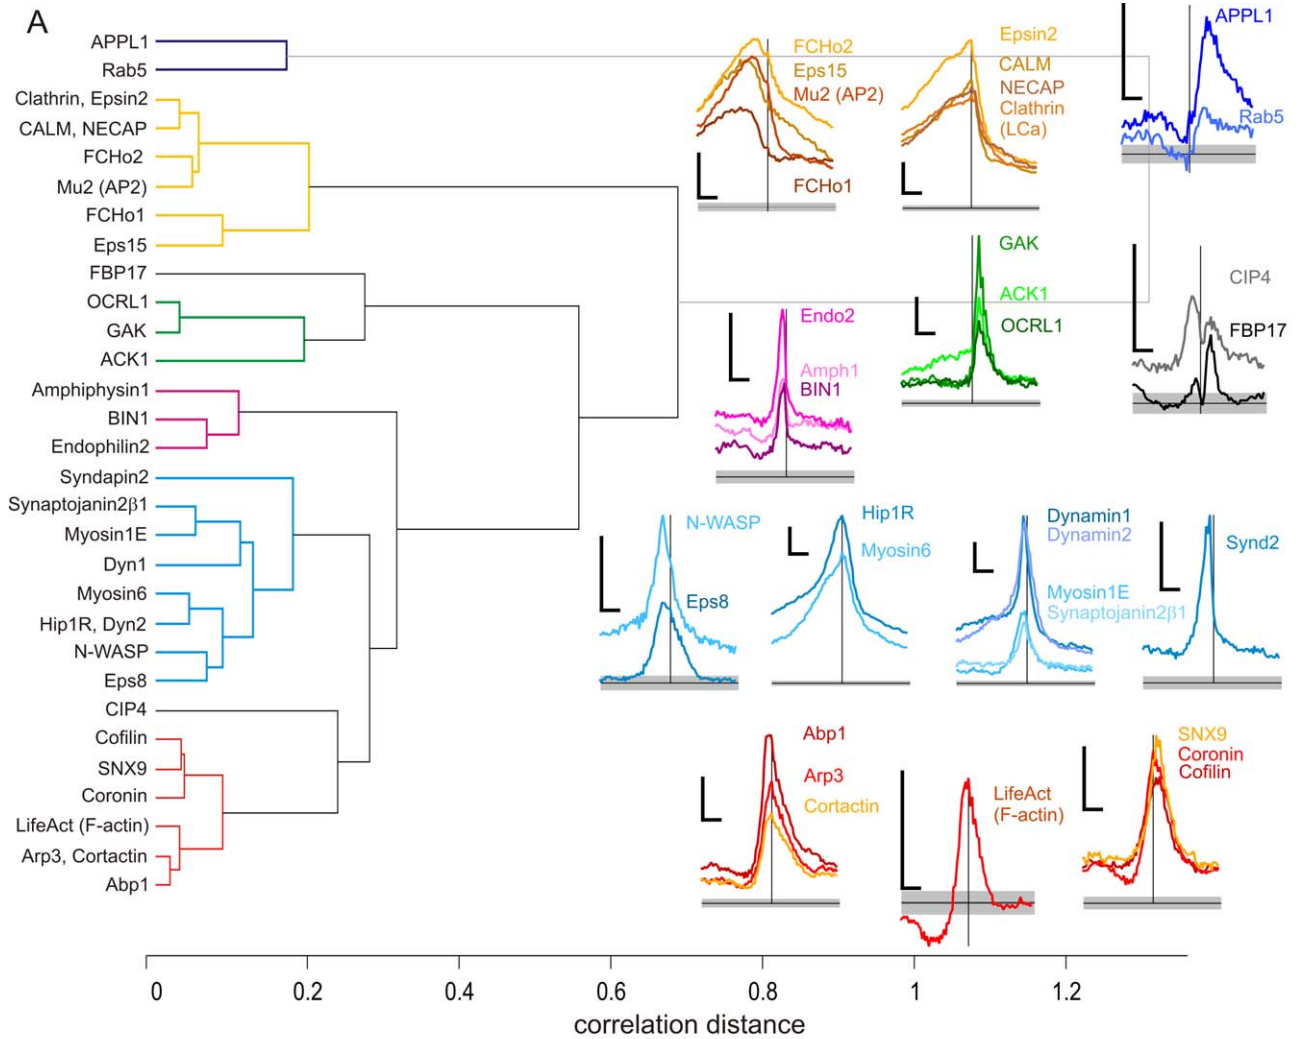 A
APPL1
Rab5
Clathrin, Epsin2
CALM, NECAP
FCHo2
Mu2 (AP2)
FCHo1
Eps15
FBP17
OCRL1
GAK
ACK1
Amphiphysin1
BIN1
Endophilin2
Syndapin2
Synaptojanin2β1
Myosin1E
Dyn1
Myosin6
Hip1R, Dyn2
N-WASP
Eps8
CIP4
Cofilin
SNX9
Coronin
LifeAct (F-actin)
Arp3, Cortactin
Abp1
FCHo2
Eps15
Mu2 (AP2)
FCHo1
Epsin2
CALM
NECAP
Clathrin
(LCa)
APPL1
Rab5
Endo2
Amph1
BIN1
GAK
ACK1
OCRL1
CIP4
FBP17
N-WASP
Eps8
Hip1R
Myosin6
Dynamin1
Dynamin2
Myosin1E
Synaptojanin2β1
Synd2
Abp1
Arp3
Cortactin
LifeAct
(F-actin)
SNX9
Coronin
Cofilin
0 0.2 0.4 0.6 0.8 1 1.2
correlation distance